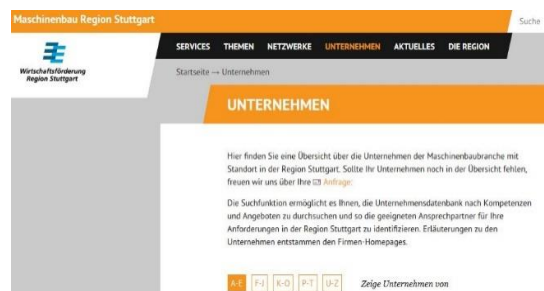 Maschinenbau Region Stuttgart
Suche
Wirtschaftsförderung
Region Stuttgart
SERVICES THEMEN NETZWERKE UNTERNEHMEN AKTUELLES DIE REGION
Startseite → Unternehmen
UNTERNEHMEN
Hier finden Sie eine Übersicht über die Unternehmen der Maschinenbaubranche mit
Standort in der Region Stuttgart. Sollte Ihr Unternehmen noch in der Übersicht fehlen,
freuen wir uns über Ihre Anfrage.
Die Suchfunktion ermöglicht es Ihnen, die Unternehmensdatenbank nach Kompetenzen
und Angeboten zu durchsuchen und so die geeigneten Ansprechpartner für Ihre
Anforderungen in der Region Stuttgart zu identifizieren. Erläuterungen zu den
Unternehmen entstammen den Firmen-Homepages.
A-E F-J K-O P-T U-Z Zeige Unternehmen von